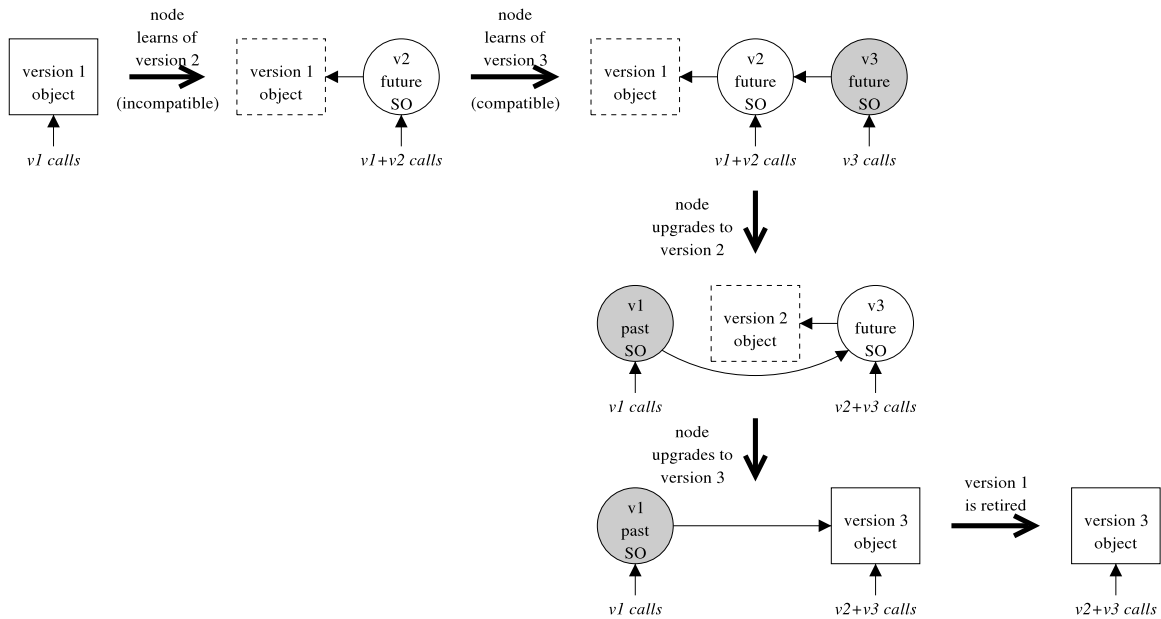 node
learns of
version 2
(incompatible)
node
learns of
version 3
(compatible)
version 1
object
v1 calls
version 1
object
v2
future
SO
v1+v2 calls
version 1
object
v2
future
SO
v1+v2 calls
v3
future
SO
v3 calls
node
upgrades to
version 2
v1
past
SO
v1 calls
version 2
object
v3
future
SO
v2+v3 calls
node
upgrades to
version 3
v1
past
SO
v1 calls
version 3
object
v2+v3 calls
version 1
is retired
version 3
object
v2+v3 calls